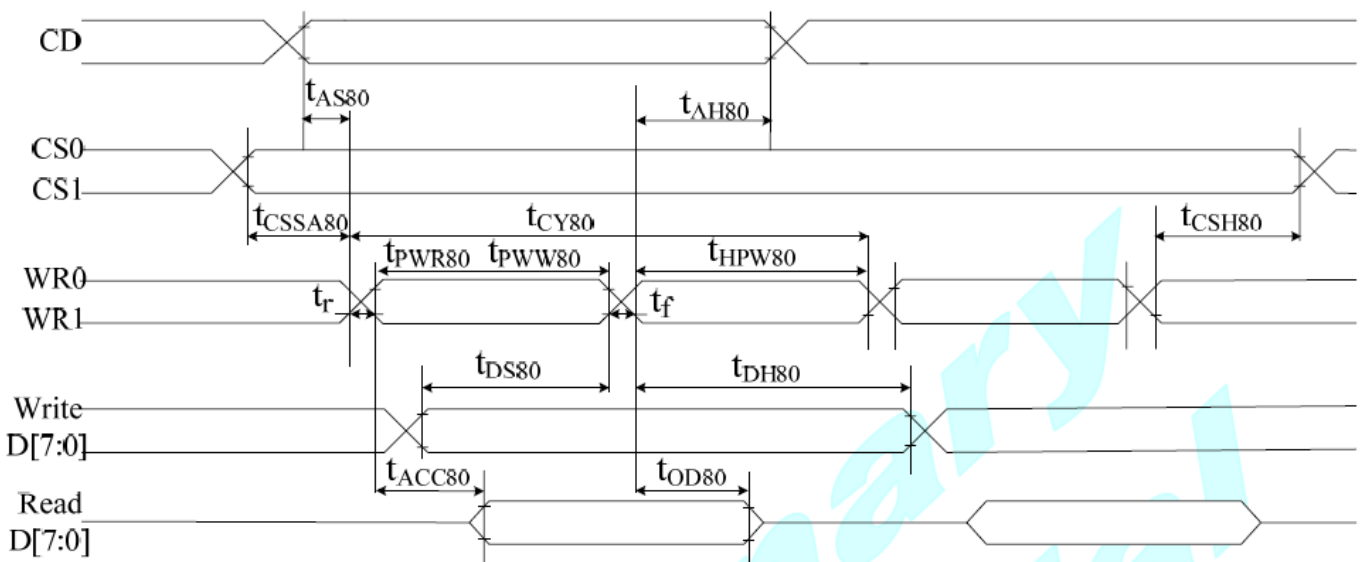 CD
tAS80
tAH80
CS0
CS1
tCSSA80
tCY80
tCSH80
tPWR80 tPWW80
tHPW80
WR0
WR1
tr
tf
tDS80
tDH80
Write
D[7:0]
tACC80
tOD80
Read
D[7:0]